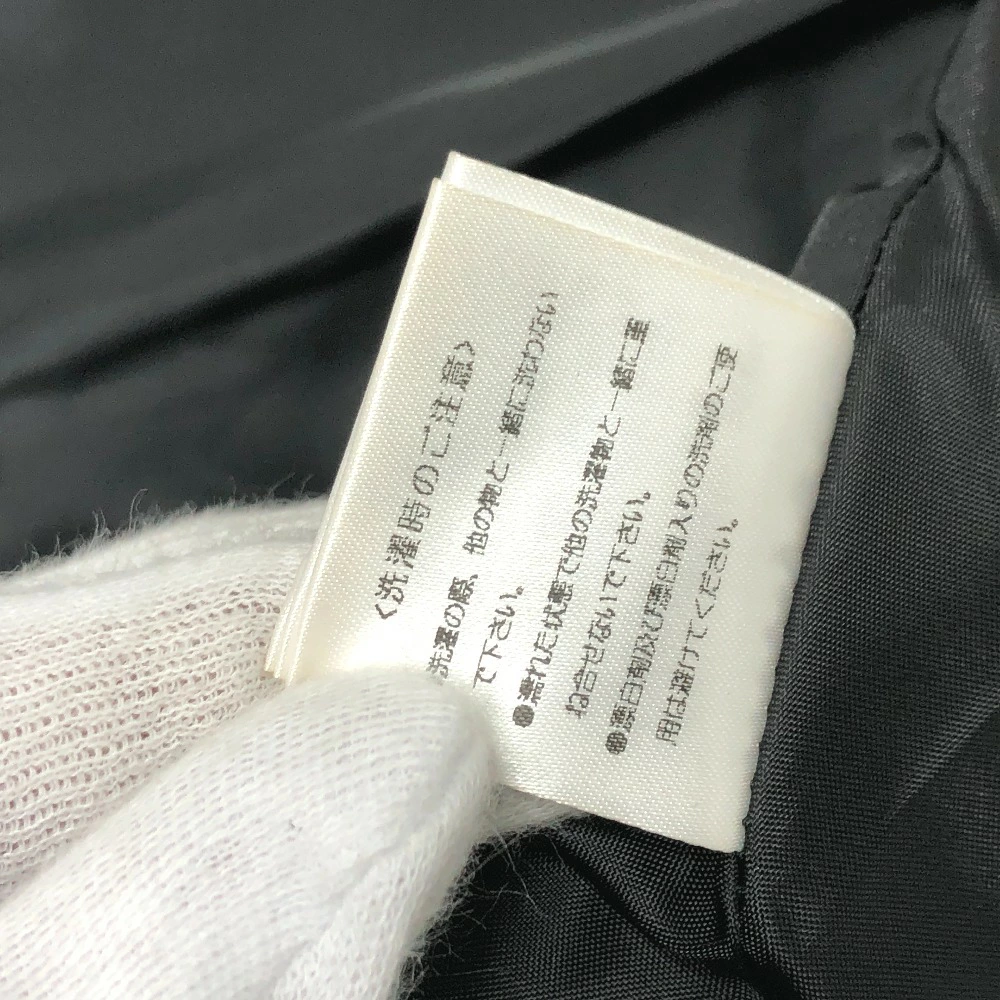 〈洗濯時のご注意〉
洗濯の際、他の物と一緒に洗わない
で下さい。
●濡れた状態で他の洗濯物と一緒に重
ね合せないで下さい。
●漂白剤及び漂白剤入りの洗剤のご使
用は避けてください。